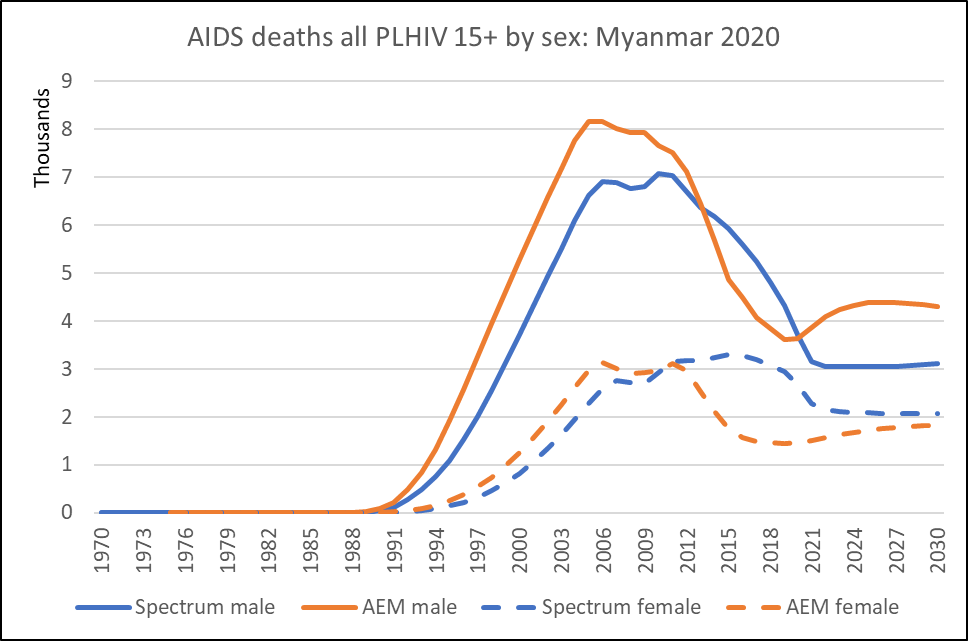 AIDS deaths all PLHIV 15+ by sex: Myanmar 2020
Thousands
9
8
7
6
5
4
3
2
1
0
1970 1973 1976 1979 1982 1985 1988 1991 1994 1997 2000 2003 2006 2009 2012 2015 2018 2021 2024 2027 2030
Spectrum male AEM male Spectrum female AEM female